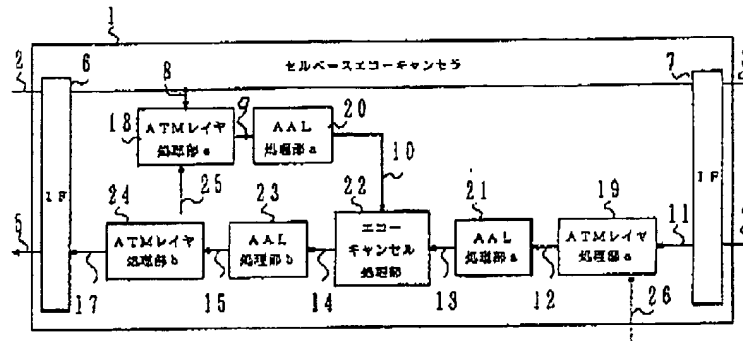 1
2
6
セルベースエコーキャンセラ
7
8
9
20
18
ATMレイヤ
処理部a
AAL
処理部a
IF
IF
10
25
24
23
22
21
19
11
5
ATMレイヤ
処理部b
AAL
処理部b
エコー
キャンセル
処理部
AAL
処理部a
ATMレイヤ
処理部a
17
15
14
13
12
26